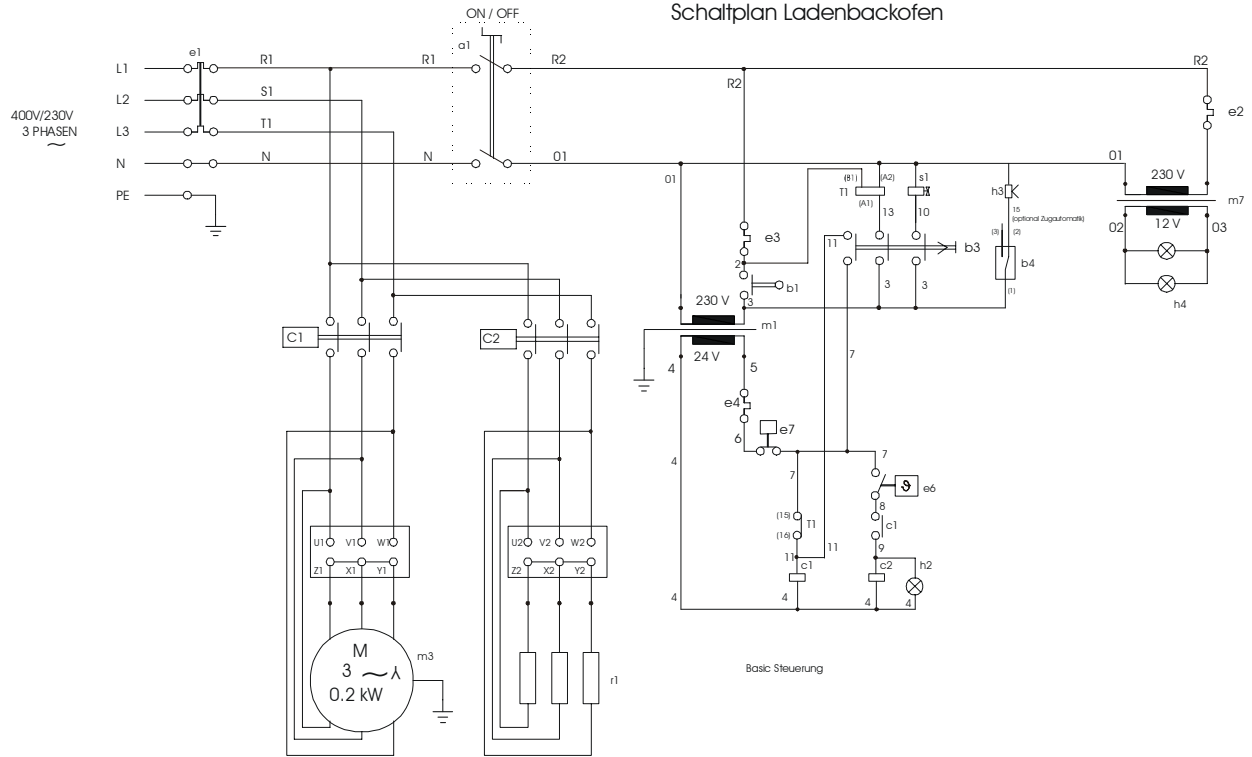 ON / OFF
Schaltplan Ladenbackofen
e1
a1
L1
R1
R1
R2
R2
R2
L2
S1
e2
400V/230V
3 PHASEN
L3
T1
N
N
N
01
01
01
PE
(B1)
(A2)
s1
T1
(A1)
h3
230 V
m7
12 V
13
10
15
(optional Zugautomatik)
02
03
(3)
(2)
e3
11
b3
2
b4
b1
3
3
3
(1)
h4
230 V
m1
24 V
C1
C2
4
5
7
e4
6
e7
4
7
7
e6
8
(15)
T1
c1
(16)
11
9
U1
V1
W1
U2
V2
W2
11
c1
c2
h2
Z1
X1
Y1
Z2
X2
Y2
4
4
4
4
M
3
0.2 kW
m3
r1
Basic Steuerung